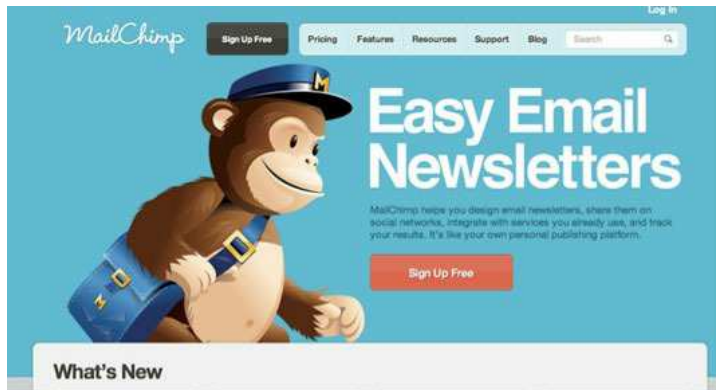 Log In
MailChimp
Sign Up Free
Pricing Features Resources Support Blog Search
M
Easy Email
Newsletters
MailChimp helps you design email newsletters, share them on
social networks, integrate with services you already use, and track
your results. It's like your own personal publishing platform.
Sign Up Free
M
What's New